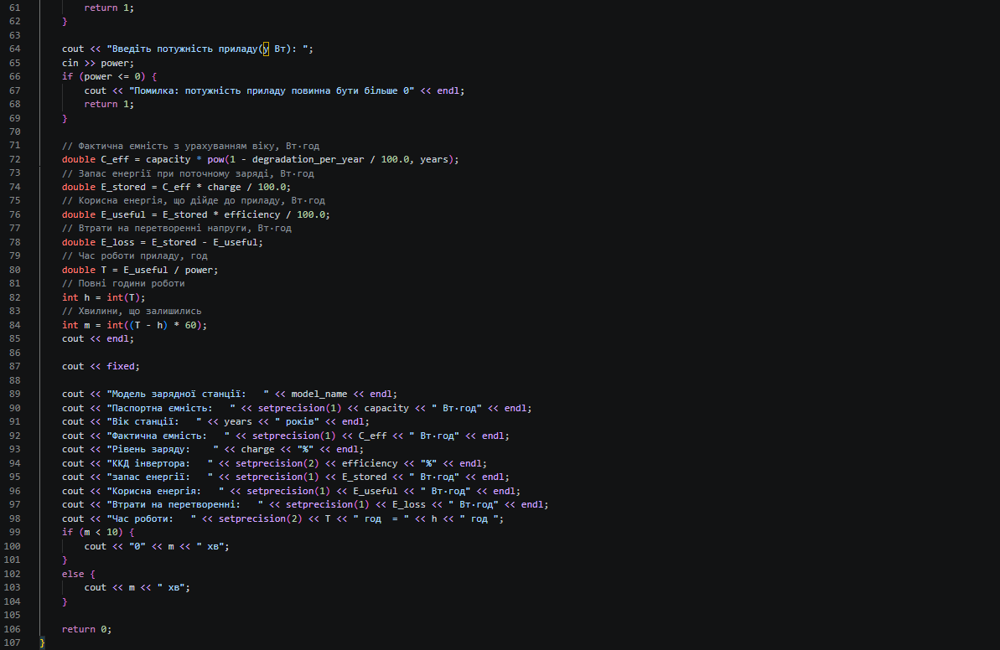 61 return 1;
62 }
63
64 cout << "Введіть потужність приладу(у Вт): ";
65 cin >> power;
66 if (power <= 0) {
67 cout << "Помилка: потужність приладу повинна бути більше 0" << endl;
68 return 1;
69 }
70
71 // Фактична ємність з урахуванням віку, Вт·год
72 double C_eff = capacity * pow(1 - degradation_per_year / 100.0, years);
73 // Запас енергії при поточному заряді, Вт·год
74 double E_stored = C_eff * charge / 100.0;
75 // Корисна енергія, що дійде до приладу, Вт·год
76 double E_useful = E_stored * efficiency / 100.0;
77 // Втрати на перетворенні напруги, Вт·год
78 double E_loss = E_stored - E_useful;
79 // Час роботи приладу, год
80 double T = E_useful / power;
81 // Повні години роботи
82 int h = int(T);
83 // Хвилини, що залишились
84 int m = int((T - h) * 60);
85 cout << endl;
86
87 cout << fixed;
88
89 cout << "Модель зарядної станції:   " << model_name << endl;
90 cout << "Паспортна ємність:   " << setprecision(1) << capacity << " Вт·год" << endl;
91 cout << "Вік станції:   " << years << " років" << endl;
92 cout << "Фактична ємність:   " << setprecision(1) << C_eff << " Вт·год" << endl;
93 cout << "Рівень заряду:    " << charge << "%" << endl;
94 cout << "ККД інвертора:   " << setprecision(2) << efficiency << "%" << endl;
95 cout << "запас енергії:   " << setprecision(1) << E_stored << " Вт·год" << endl;
96 cout << "Корисна енергія:   " << setprecision(1) << E_useful << " Вт·год" << endl;
97 cout << "Втрати на перетворенні:   " << setprecision(1) << E_loss << " Вт·год" << endl;
98 cout << "Час роботи:   " << setprecision(2) << T << " год  = " << h << " год ";
99 if (m < 10) {
100 cout << "0" << m << " хв";
101 }
102 else {
103 cout << m << " хв";
104 }
105
106 return 0;
107 }